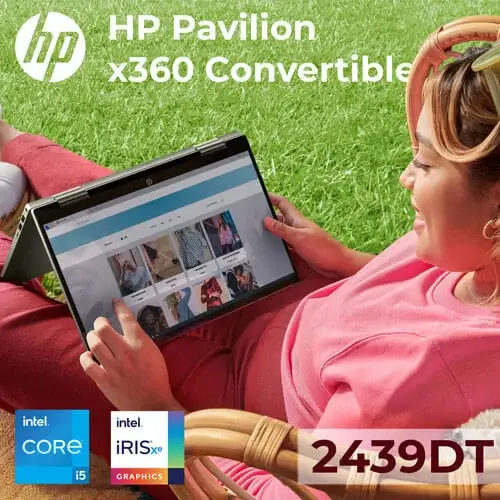 hp
HP Pavilion
x360 Convertible
intel.
CORE
i5
intel.
iRIS Xe
GRAPHICS
2439DT